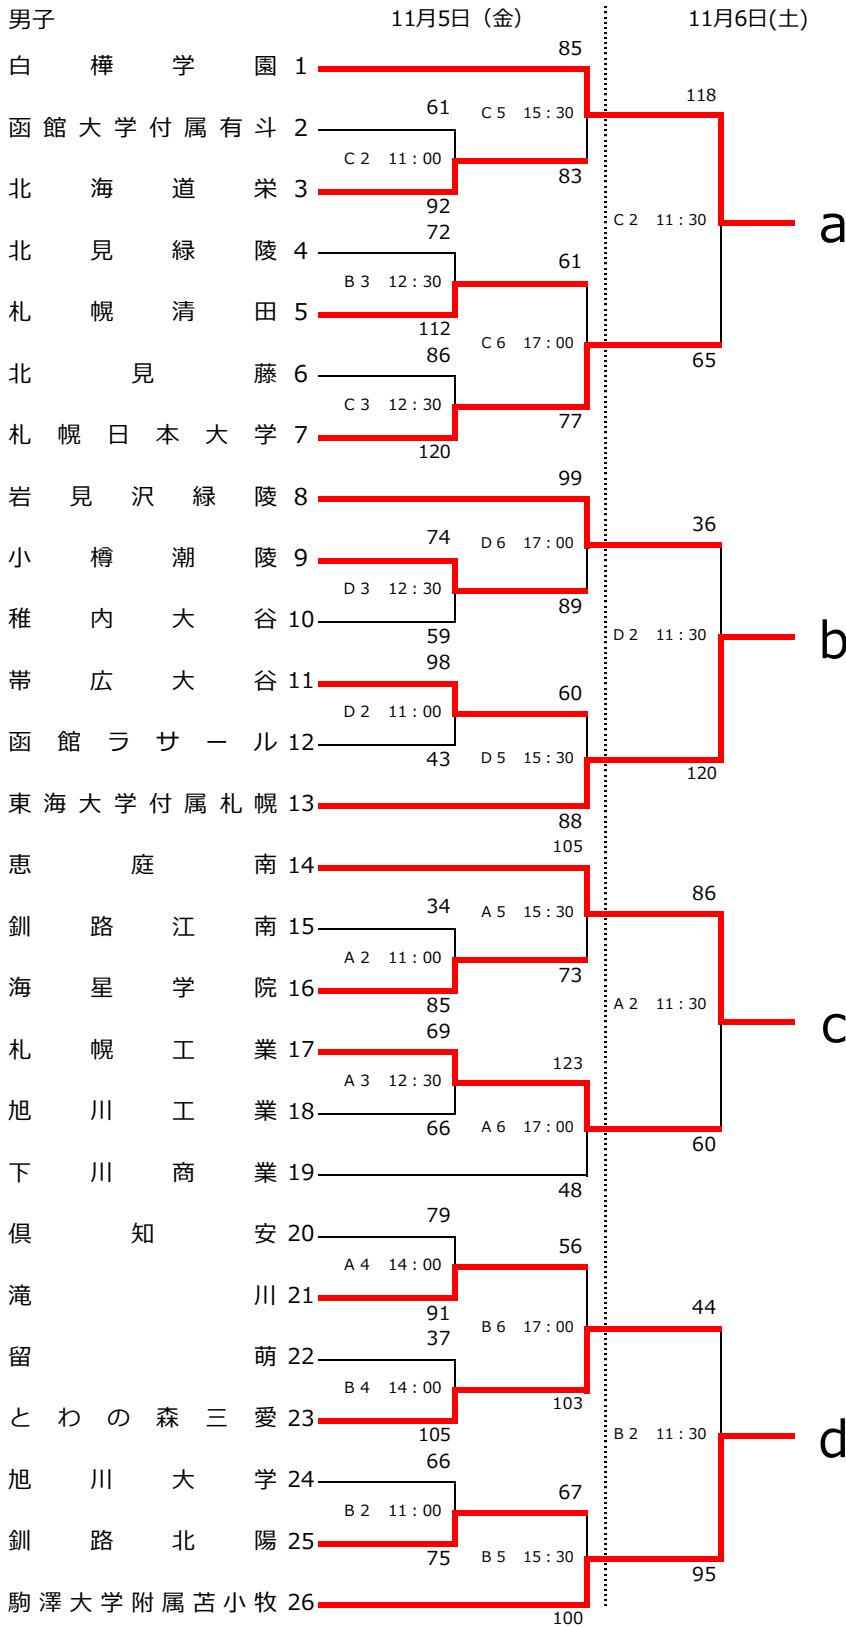 男子 11月5日（金） 11月6日(土)
85
白樺学園 1
118
61
C 5 15:30
函館大学付属有斗 2
C 2 11:00
83
北海道栄 3
92
C 2 11:30
a
72
北見緑陵 4
61
B 3 12:30
札幌清田 5
112
C 6 17:00
86
65
北見藤 6
C 3 12:30
77
札幌日本大学 7
120
99
岩見沢緑陵 8
36
74
D 6 17:00
小樽潮陵 9
D 3 12:30
89
稚内大谷 10
59
D 2 11:30
b
98
帯広大谷 11
60
D 2 11:00
函館ラサール 12
43
D 5 15:30
120
東海大学付属札幌 13
88
105
恵庭南 14
86
34
A 5 15:30
釧路江南 15
A 2 11:00
73
海星学院 16
85
A 2 11:30
c
69
札幌工業 17
123
A 3 12:30
旭川工業 18
66
A 6 17:00
60
下川商業 19
48
79
倶知安 20
56
A 4 14:00
滝川 21
91
44
B 6 17:00
37
留萌 22
B 4 14:00
103
とわの森三愛 23
105
B 2 11:30
d
66
旭川大学 24
67
B 2 11:00
釧路北陽 25
75
B 5 15:30
95
駒澤大学附属苫小牧 26
100